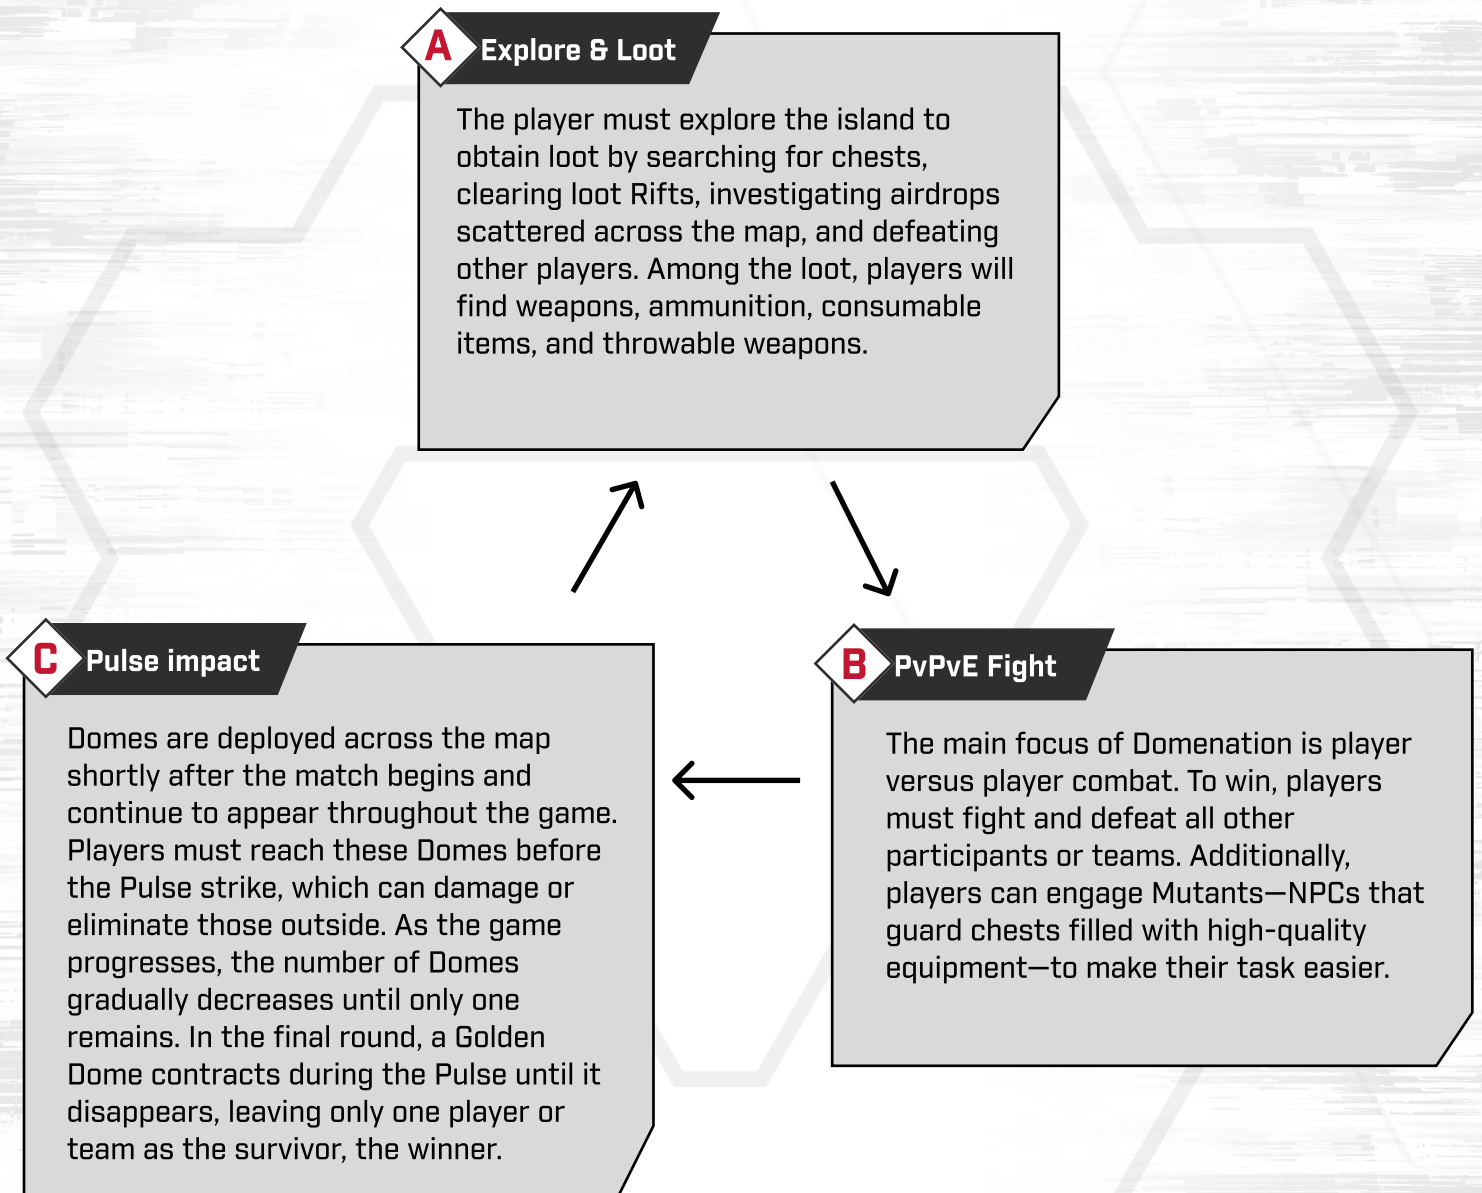 A
Explore & Loot
The player must explore the island to
obtain loot by searching for chests,
clearing loot Rifts, investigating airdrops
scattered across the map, and defeating
other players. Among the loot, players will
find weapons, ammunition, consumable
items, and throwable weapons.
B
PvPvE Fight
The main focus of Domenation is player
versus player combat. To win, players
must fight and defeat all other
participants or teams. Additionally,
players can engage Mutants—NPCs that
guard chests filled with high-quality
equipment—to make their task easier.
C
Pulse impact
Domes are deployed across the map
shortly after the match begins and
continue to appear throughout the game.
Players must reach these Domes before
the Pulse strike, which can damage or
eliminate those outside. As the game
progresses, the number of Domes
gradually decreases until only one
remains. In the final round, a Golden
Dome contracts during the Pulse until it
disappears, leaving only one player or
team as the survivor, the winner.